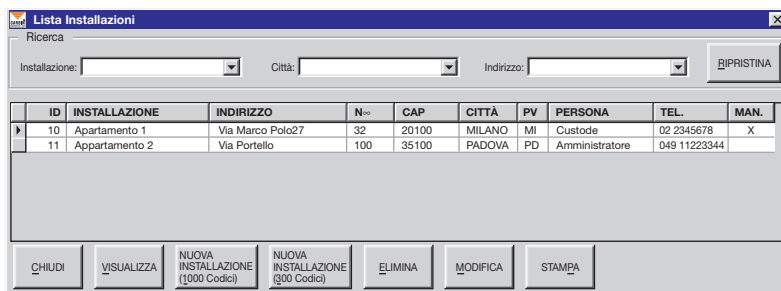 Lista Installazioni
Ricerca
Installazione: Città: Indirizzo: RIPRISTINA
ID INSTALLAZIONE INDIRIZZO N∞ CAP CITTÀ PV PERSONA TEL. MAN.
10 Apartamento 1 Via Marco Polo27 32 20100 MILANO MI Custode 02 2345678 X
11 Appartamento 2 Via Portello 100 35100 PADOVA PD Amministratore 049 11223344
CHIUDI VISUALIZZA NUOVA INSTALLAZIONE (1000 Codici) NUOVA INSTALLAZIONE (300 Codici) ELIMINA MODIFICA STAMPA